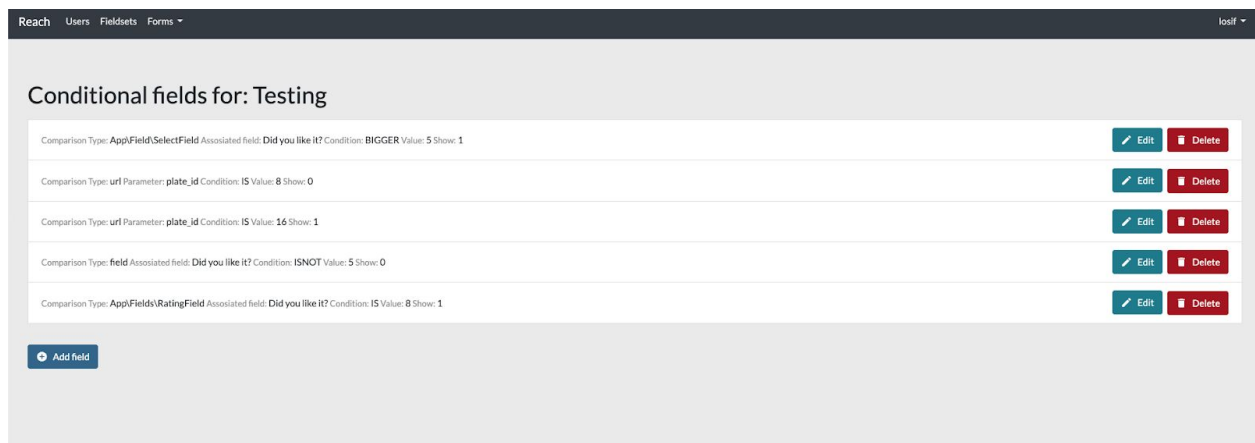 Reach Users Fieldsets Forms Iosif
Conditional fields for: Testing
Comparison Type: App\Field\SelectField Assosiated field: Did you like it? Condition: BIGGER Value: 5 Show: 1 Edit Delete
Comparison Type: url Parameter: plate_id Condition: IS Value: 8 Show: 0 Edit Delete
Comparison Type: url Parameter: plate_id Condition: IS Value: 16 Show: 1 Edit Delete
Comparison Type: field Assosiated field: Did you like it? Condition: ISNOT Value: 5 Show: 0 Edit Delete
Comparison Type: App\Fields\RatingField Assosiated field: Did you like it? Condition: IS Value: 8 Show: 1 Edit Delete
Add field